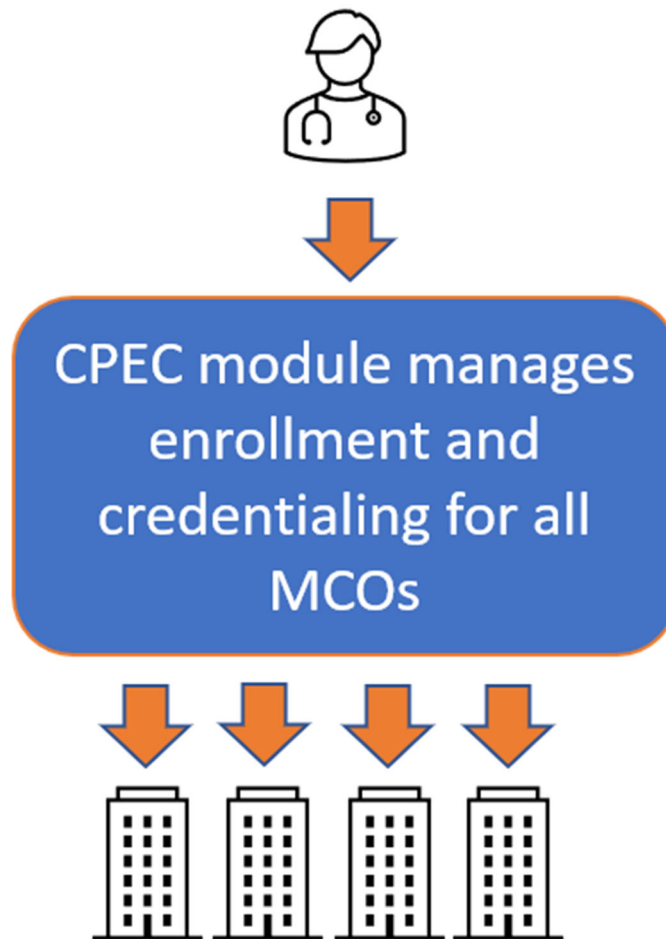 CPEC module manages
enrollment and
credentialing for all
MCOs